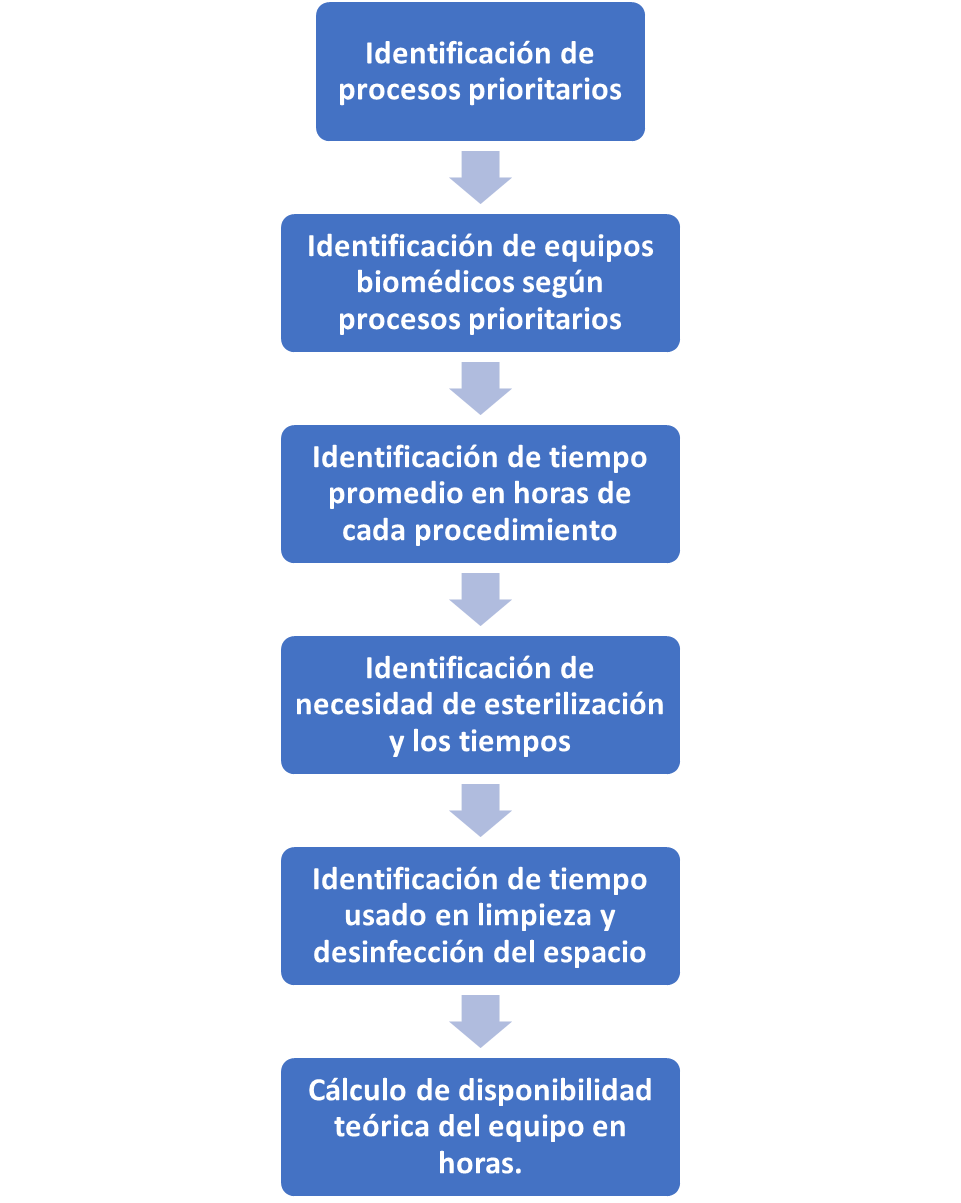 Identificación de
procesos prioritarios
Identificación de equipos
biomédicos según
procesos prioritarios
Identificación de tiempo
promedio en horas de
cada procedimiento
Identificación de
necesidad de esterilización
y los tiempos
Identificación de tiempo
usado en limpieza y
desinfección del espacio
Cálculo de disponibilidad
teórica del equipo en
horas.